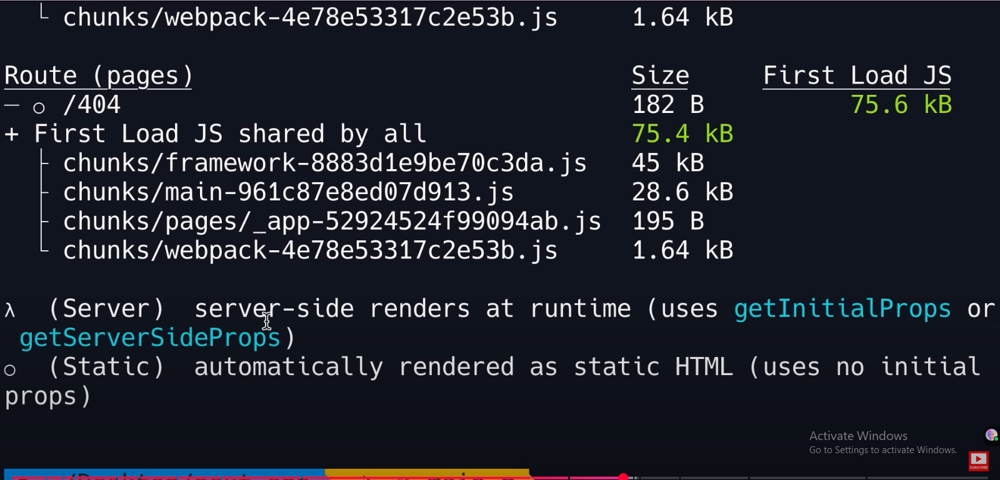 └ chunks/webpack-4e78e53317c2e53b.js 1.64 kB
Route (pages) Size First Load JS
─ ○ /404 182 B 75.6 kB
+ First Load JS shared by all 75.4 kB
├ chunks/framework-8883d1e9be70c3da.js 45 kB
├ chunks/main-961c87e8ed07d913.js 28.6 kB
├ chunks/pages/_app-52924524f99094ab.js 195 B
└ chunks/webpack-4e78e53317c2e53b.js 1.64 kB
λ (Server) server-side renders at runtime (uses getInitialProps or
getServerSideProps)
○ (Static) automatically rendered as static HTML (uses no initial
props)
Activate Windows
Go to Settings to activate Windows.
SUBSCRIBE